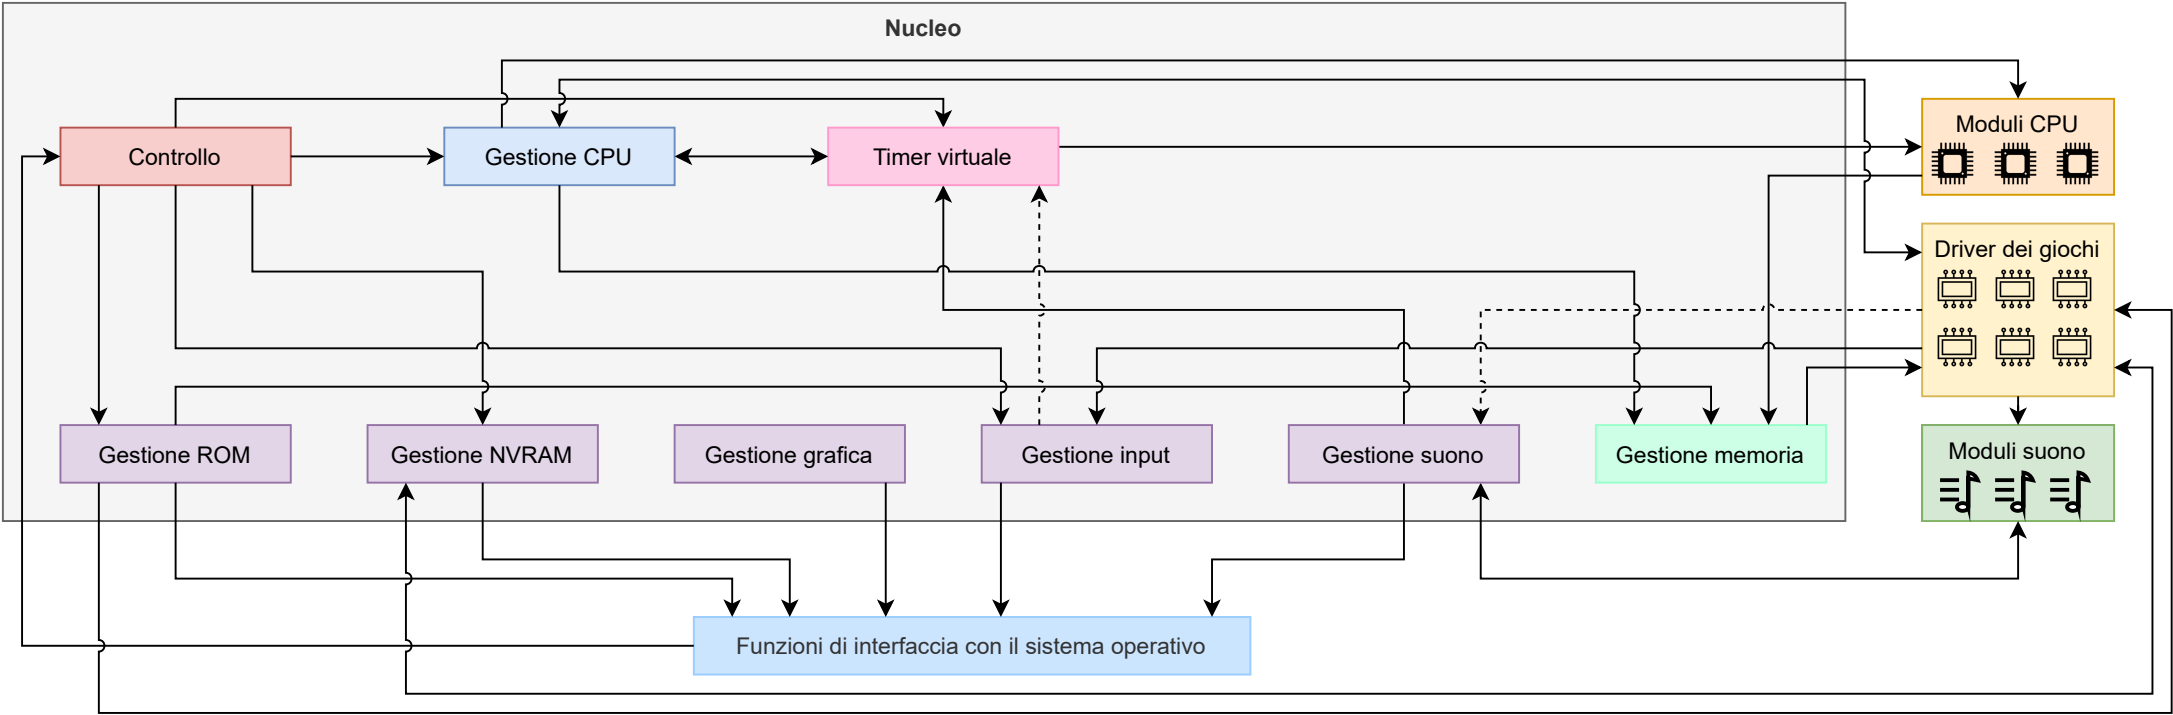 Nucleo
Controllo
Gestione CPU
Timer virtuale
Moduli CPU
Driver dei giochi
Gestione ROM
Gestione NVRAM
Gestione grafica
Gestione input
Gestione suono
Gestione memoria
Moduli suono
Funzioni di interfaccia con il sistema operativo